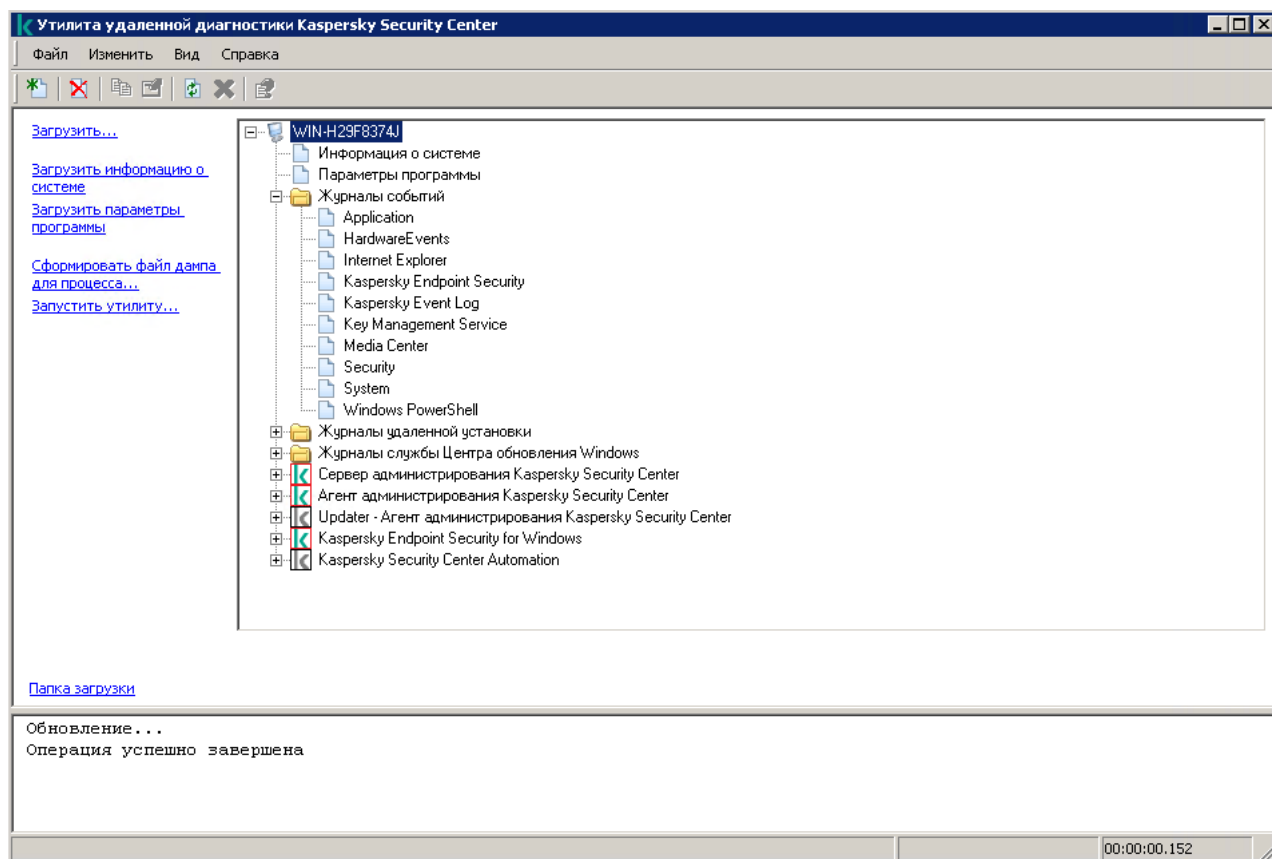 Утилита удаленной диагностики Kaspersky Security Center
Файл Изменить Вид Справка
Загрузить...
Загрузить информацию о
системе
Загрузить параметры
программы
Сформировать файл дампа
для процесса...
Запустить утилиту...
WIN-H29F8374J
Информация о системе
Параметры программы
Журналы событий
Application
HardwareEvents
Internet Explorer
Kaspersky Endpoint Security
Kaspersky Event Log
Key Management Service
Media Center
Security
System
Windows PowerShell
Журналы удаленной установки
Журналы службы Центра обновления Windows
Сервер администрирования Kaspersky Security Center
Агент администрирования Kaspersky Security Center
Updater - Агент администрирования Kaspersky Security Center
Kaspersky Endpoint Security for Windows
Kaspersky Security Center Automation
Папка загрузки
Обновление...
Операция успешно завершена
00:00:00.152